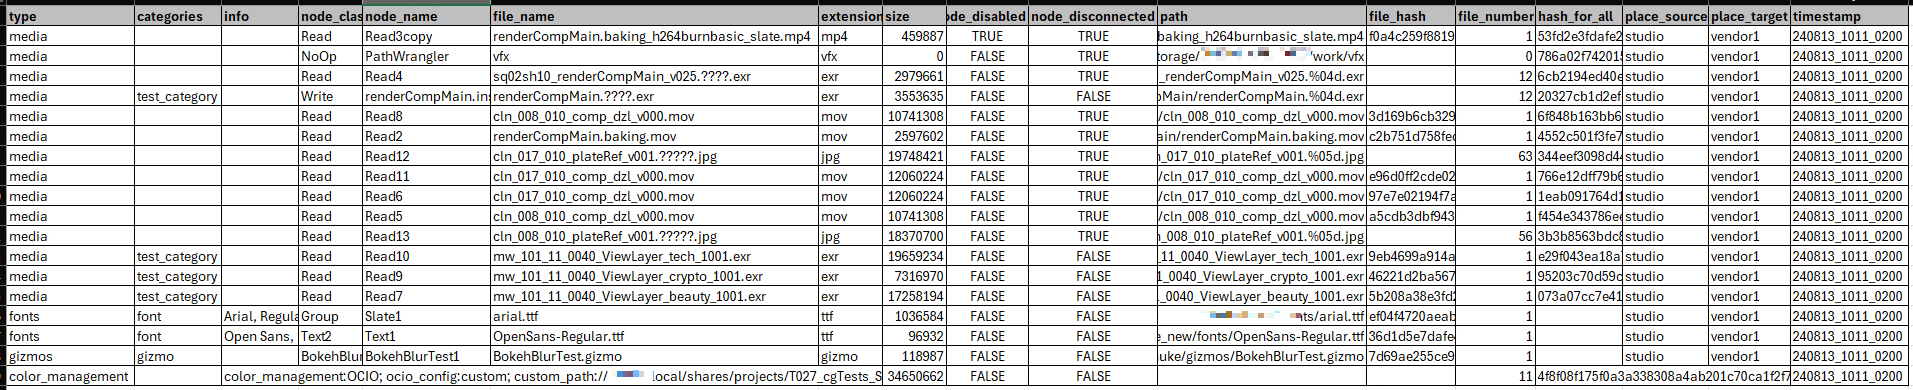 type categories info node_clas node_name file_name extension size ode_disabled node_disconnected path file_hash file_number hash_for_all place_source place_target timestamp
media Read Read3copy renderCompMain.baking_h264burnbasic_slate.mp4 mp4 459887 TRUE TRUE baking_h264burnbasic_slate.mp4 f0a4c259f8819 1 53fd2e3fdafe2 studio vendor1 240813_1011_0200
media NoOp PathWrangler vfx vfx 0 FALSE TRUE torage/ /work/vfx 0 786a02f742015 studio vendor1 240813_1011_0200
media Read Read4 sq02sh10_renderCompMain_v025.????.exr exr 2979661 FALSE TRUE _renderCompMain_v025.%04d.exr 12 6cb2194ed40e studio vendor1 240813_1011_0200
media test_category Write renderCompMain.in renderCompMain.????.exr exr 3553635 FALSE FALSE Main/renderCompMain.%04d.exr 12 20327cb1d2ef studio vendor1 240813_1011_0200
media Read Read8 cln_008_010_comp_dzl_v000.mov mov 10741308 FALSE TRUE /cln_008_010_comp_dzl_v000.mov 3d169b6cb329 1 6f848b163bb6 studio vendor1 240813_1011_0200
media Read Read2 renderCompMain.baking.mov mov 2597602 FALSE TRUE ain/renderCompMain.baking.mov c2b751d758fe 1 4552c501f3fe7 studio vendor1 240813_1011_0200
media Read Read12 cln_017_010_plateRef_v001.?????.jpg jpg 19748421 FALSE TRUE _017_010_plateRef_v001.%05d.jpg 63 344eef3098d4 studio vendor1 240813_1011_0200
media Read Read11 cln_017_010_comp_dzl_v000.mov mov 12060224 FALSE TRUE /cln_017_010_comp_dzl_v000.mov e96d0ff2cde02 1 766e12dff79b6 studio vendor1 240813_1011_0200
media Read Read6 cln_017_010_comp_dzl_v000.mov mov 12060224 FALSE TRUE /cln_017_010_comp_dzl_v000.mov 97e7e02194f7a 1 1eab091764d1 studio vendor1 240813_1011_0200
media Read Read5 cln_008_010_comp_dzl_v000.mov mov 10741308 FALSE TRUE /cln_008_010_comp_dzl_v000.mov a5cdb3dbf943 1 f454e343786e studio vendor1 240813_1011_0200
media Read Read13 cln_008_010_plateRef_v001.?????.jpg jpg 18370700 FALSE TRUE _008_010_plateRef_v001.%05d.jpg 56 3b3b8563bdc8 studio vendor1 240813_1011_0200
media test_category Read Read10 mw_101_11_0040_ViewLayer_tech_1001.exr exr 19659234 FALSE FALSE 11_0040_ViewLayer_tech_1001.exr 9eb4699a914a 1 e29f043ea18a studio vendor1 240813_1011_0200
media test_category Read Read9 mw_101_11_0040_ViewLayer_crypto_1001.exr exr 7316970 FALSE FALSE 1_0040_ViewLayer_crypto_1001.exr 46221d2ba567 1 95203c70d59c studio vendor1 240813_1011_0200
media test_category Read Read7 mw_101_11_0040_ViewLayer_beauty_1001.exr exr 17258194 FALSE FALSE _0040_ViewLayer_beauty_1001.exr 5b208a38e3fd2 1 073a07cc7e41 studio vendor1 240813_1011_0200
fonts font Arial, Regula Group Slate1 arial.ttf ttf 1036584 FALSE FALSE nts/arial.ttf ef04f4720aeab 1 studio vendor1 240813_1011_0200
fonts font Open Sans, Text2 Text1 OpenSans-Regular.ttf ttf 96932 FALSE FALSE e_new/fonts/OpenSans-Regular.ttf 36d1d5e7dafe 1 studio vendor1 240813_1011_0200
gizmos gizmo BokehBlur BokehBlurTest1 BokehBlurTest.gizmo gizmo 118987 FALSE FALSE uke/gizmos/BokehBlurTest.gizmo 7d69ae255ce9 1 studio vendor1 240813_1011_0200
color_management color_management:OCIO; ocio_config:custom; custom_path:// local/shares/projects/T027_cgTests_S 34650662 FALSE FALSE 11 4f8f08f175f0a3a338308a4ab201c70ca1f2f7 240813_1011_0200